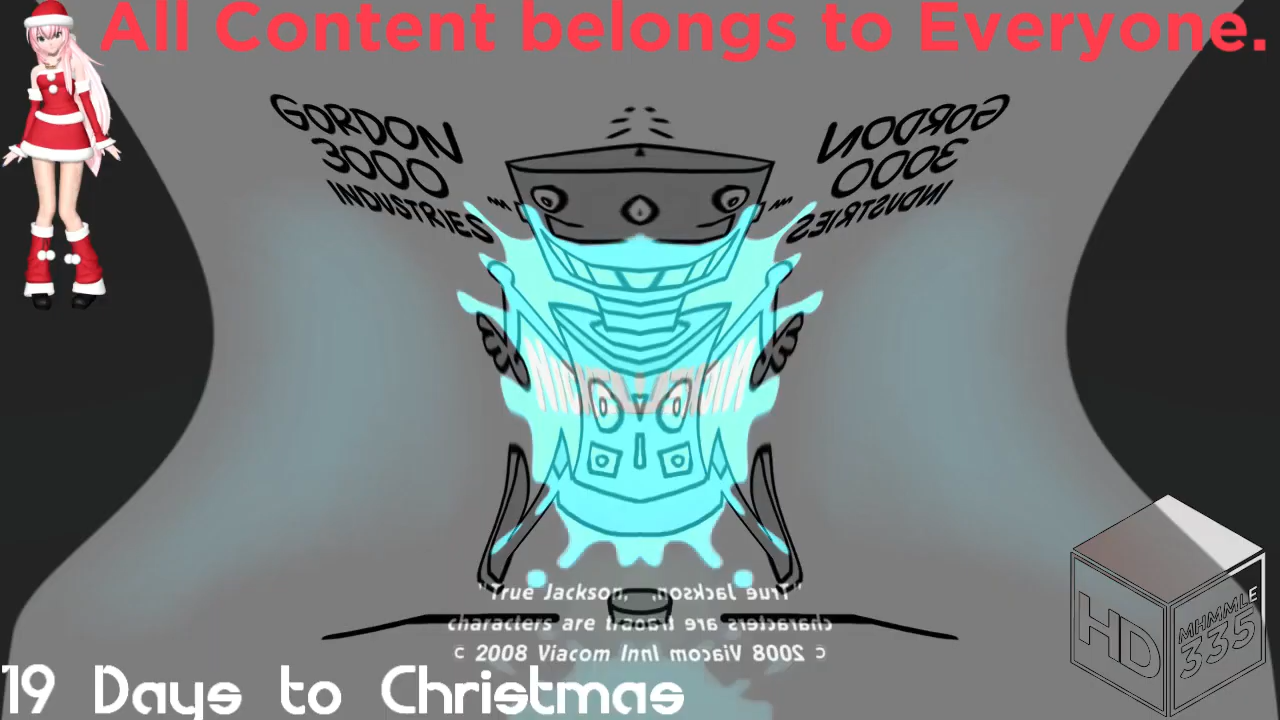 All Content belongs to Everyone.
GORDON
3000
INDUSTRIES
"True Jackson,
characters are
© 2008 Viacom
HD
MHMMLE
335
19 Days to Christmas